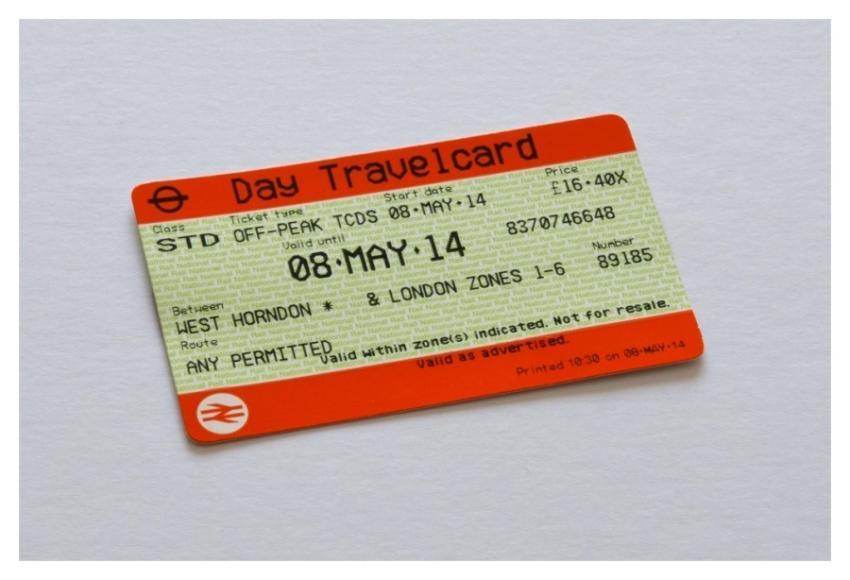 Day Travelcard
Class Ticket type Start date Price
STD OFF-PEAK TCDS 08·MAY·14 £16·40X
Valid until
08·MAY·14 8370746648
Between Number
WEST HORNDON * & LONDON ZONES 1-6 89185
Route
ANY PERMITTED Valid within zone(s) indicated. Not for resale.
Valid as advertised.
Printed 10:30 on 08·MAY·14